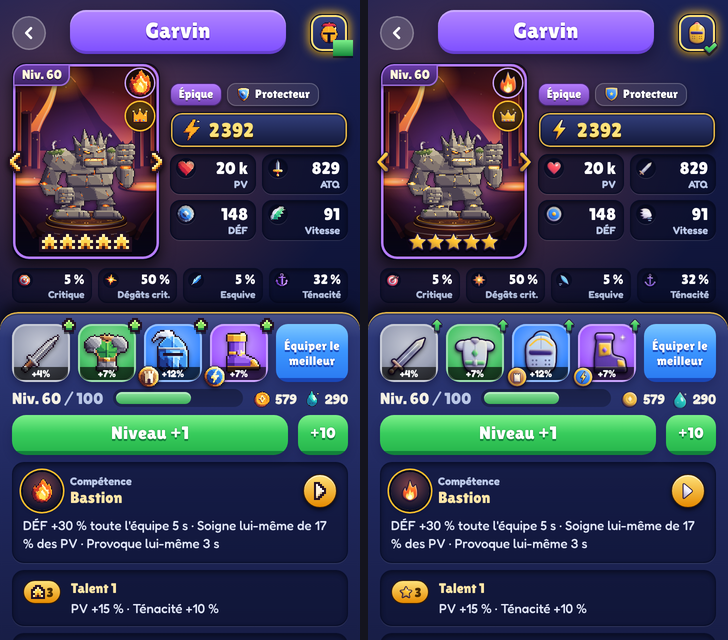 Garvin
Niv. 60
Épique
Protecteur
2392
20 k
PV
829
ATQ
148
DÉF
91
Vitesse
5 %
Critique
50 %
Dégâts crit.
5 %
Esquive
32 %
Ténacité
+4%
+7%
+12%
+7%
Équiper le
meilleur
Niv. 60 / 100
579
290
Niveau +1
+10
Compétence
Bastion
DÉF +30 % toute l'équipe 5 s · Soigne lui-même de 17
% des PV · Provoque lui-même 3 s
3
Talent 1
PV +15 % · Ténacité +10 %
Garvin
Niv. 60
Épique
Protecteur
2392
20 k
PV
829
ATQ
148
DÉF
91
Vitesse
5 %
Critique
50 %
Dégâts crit.
5 %
Esquive
32 %
Ténacité
+4%
+7%
+12%
+7%
Équiper le
meilleur
Niv. 60 / 100
579
290
Niveau +1
+10
Compétence
Bastion
DÉF +30 % toute l'équipe 5 s · Soigne lui-même de 17
% des PV · Provoque lui-même 3 s
3
Talent 1
PV +15 % · Ténacité +10 %